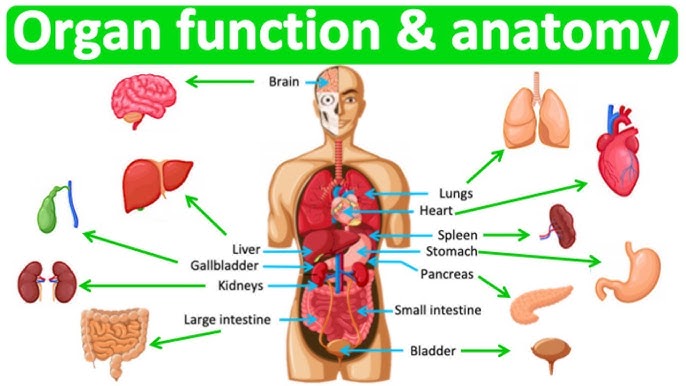 Organ function & anatomy
Brain
Lungs
Heart
Spleen
Liver
Stomach
Gallbladder
Pancreas
Kidneys
Small intestine
Large intestine
Bladder